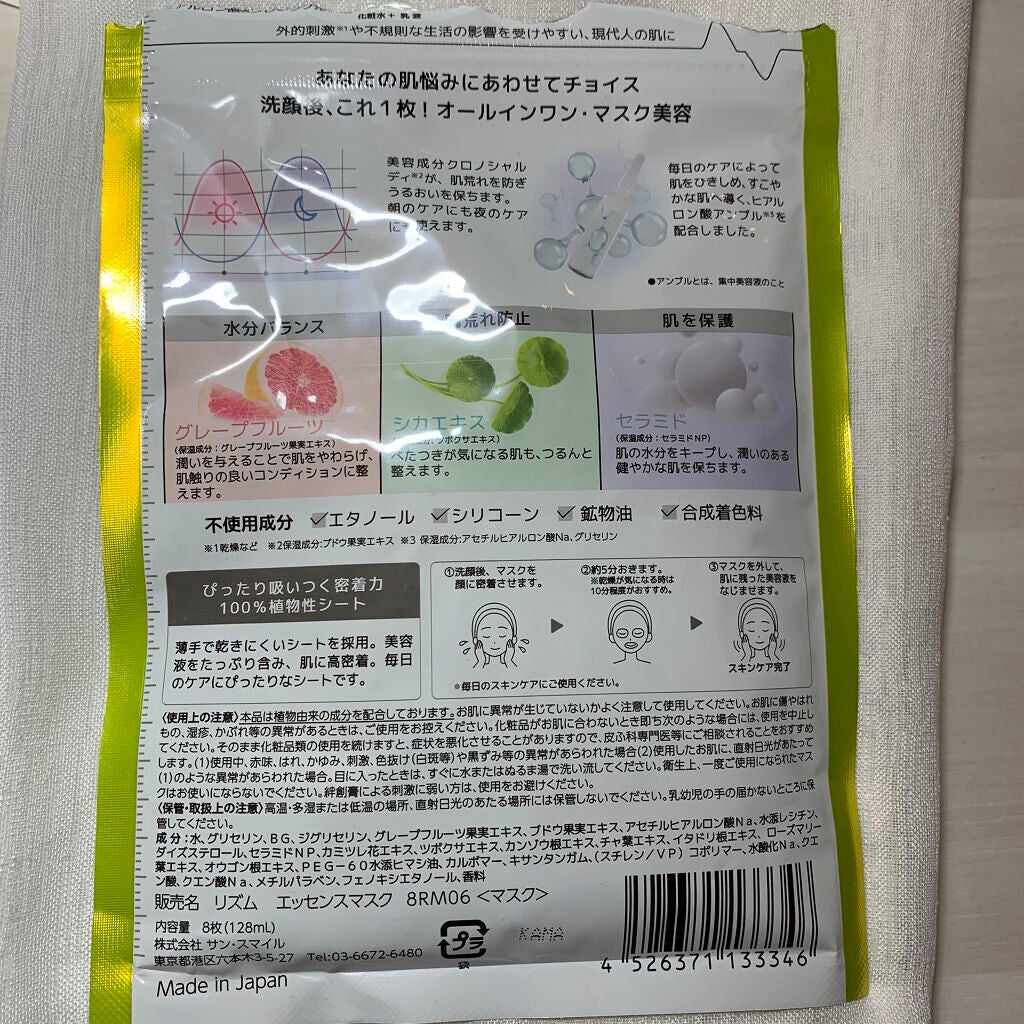 化粧水+乳液
外的刺激※1や不規則な生活の影響を受けやすい、現代人の肌に
あなたの肌悩みにあわせてチョイス
洗顔後、これ1枚!オールインワン・マスク美容
美容成分クロノシャル
ディ※2が、肌荒れを防ぎ
うるおいを保ちます。
朝のケアにも夜のケア
にも使えます。
毎日のケアによって
肌をひきしめ、すこや
かな肌へ導く、ヒアル
ロン酸アンプル※3を
配合しました。
●アンプルとは、集中美容液のこと
水分バランス
荒れ防止
肌を保護
グレープフルーツ
(保湿成分:グレープフルーツ果実エキス)
潤いを与えることで肌をやわらげ、
肌触りの良いコンディションに整
えます。
シカエキス
ツボクサエキス)
べたつきが気になる肌も、つるんと
整えます。
セラミド
(保湿成分:セラミドNP)
肌の水分をキープし、潤いのある
健やかな肌を保ちます。
不使用成分 ✓エタノール ✓シリコーン ✓鉱物油 ✓合成着色料
※1乾燥など ※2保湿成分:ブドウ果実エキス ※3 保湿成分:アセチルヒアルロン酸Na、グリセリン
ぴったり吸いつく密着力
100%植物性シート
薄手で乾きにくいシートを採用。美容
液をたっぷり含み、肌に高密着。毎日
のケアにぴったりなシートです。
①洗顔後、マスクを
顔に密着させます。
②約5分おきます。
※乾燥が気になる時は
10分程度がおすすめ。
③マスクを外して、
肌に残った美容液を
なじませます。
スキンケア完了
※毎日のスキンケアにご使用ください。
〈使用上の注意〉本品は植物由来の成分を配合しております。お肌に異常が生じていないかよく注意して使用してください。お肌に傷やはれ
もの、湿疹、かぶれ等の異常があるときは、ご使用をお控えください。化粧品がお肌に合わないとき即ち次のような場合には、使用を中止し
てください。そのまま化粧品類の使用を続けますと、症状を悪化させることがありますので、皮ふ科専門医等にご相談されることをおすすめ
します。(1)使用中、赤味、はれ、かゆみ、刺激、色抜け(白斑等)や黒ずみ等の異常があらわれた場合(2)使用したお肌に、直射日光があたって
(1)のような異常があらわれた場合。目に入ったときは、すぐに水またはぬるま湯で洗い流してください。衛生上、一度ご使用になられたマス
クはお使いにならないでください。絆創膏による刺激に弱い方は、使用をお避けください。
〈保管・取扱上の注意〉高温・多湿または低温の場所、直射日光のあたる場所には保管しないでください。乳幼児の手の届かないところに保
管してください。
成分:水、グリセリン、BG、ジグリセリン、グレープフルーツ果実エキス、ブドウ果実エキス、アセチルヒアルロン酸Na、水添レシチン、
ダイズステロール、セラミドNP、カミツレ花エキス、ツボクサエキス、カンゾウ根エキス、チャ葉エキス、イタドリ根エキス、ローズマリー
葉エキス、オウゴン根エキス、PEG-60水添ヒマシ油、カルボマー、キサンタンガム、(スチレン/VP)コポリマー、水酸化Na、クエ
ン酸、クエン酸Na、メチルパラベン、フェノキシエタノール、香料
販売名 リズム エッセンスマスク 8RM06<マスク>
内容量 8枚(128mL)
株式会社 サン・スマイル
東京都港区六本木3-5-27 Tel:03-6672-6480
Made in Japan
プラ
袋
KAMA
4 526371 133346